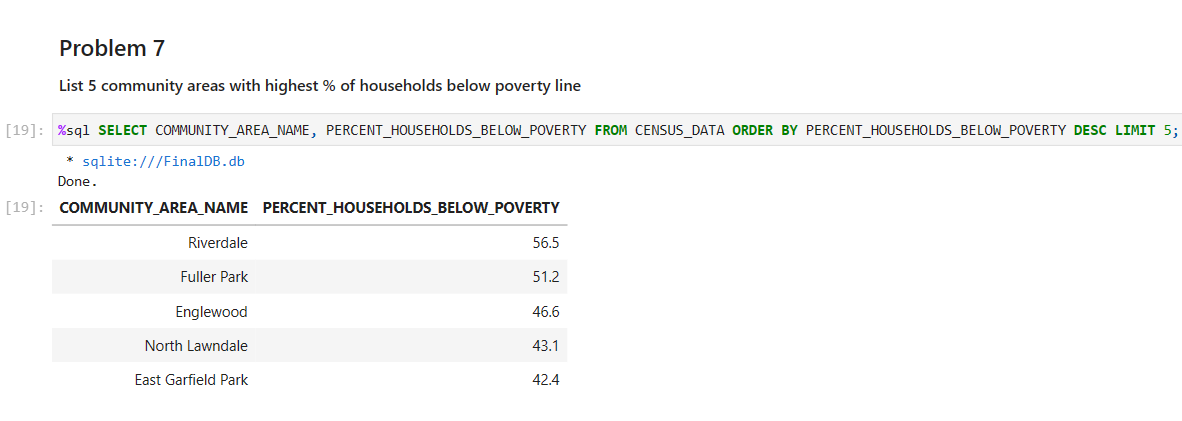 Problem 7
List 5 community areas with highest % of households below poverty line
[19]: %sql SELECT COMMUNITY_AREA_NAME, PERCENT_HOUSEHOLDS_BELOW_POVERTY FROM CENSUS_DATA ORDER BY PERCENT_HOUSEHOLDS_BELOW_POVERTY DESC LIMIT 5;
* sqlite:///FinalDB.db
Done.
[19]: COMMUNITY_AREA_NAME PERCENT_HOUSEHOLDS_BELOW_POVERTY
Riverdale 56.5
Fuller Park 51.2
Englewood 46.6
North Lawndale 43.1
East Garfield Park 42.4